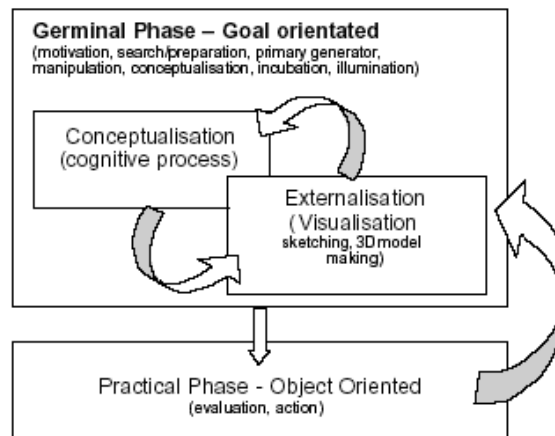 Germinal Phase – Goal orientated
(motivation, search/preparation, primary generator,
manipulation, conceptualisation, incubation, illumination)
Conceptualisation
(cognitive process)
Externalisation
(Visualisation
sketching, 3D model
making)
Practical Phase - Object Oriented
(evaluation, action)